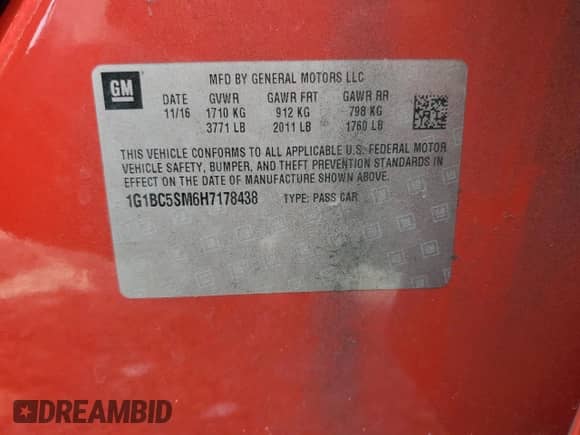 GM
MFD BY GENERAL MOTORS LLC
DATE GVWR GAWR FRT GAWR RR
11/16 1710 KG 912 KG 798 KG
3771 LB 2011 LB 1760 LB
THIS VEHICLE CONFORMS TO ALL APPLICABLE U.S. FEDERAL MOTOR
VEHICLE SAFETY, BUMPER, AND THEFT PREVENTION STANDARDS IN
EFFECT ON THE DATE OF MANUFACTURE SHOWN ABOVE.
1G1BC5SM6H7178438 TYPE: PASS CAR
DREAMBID